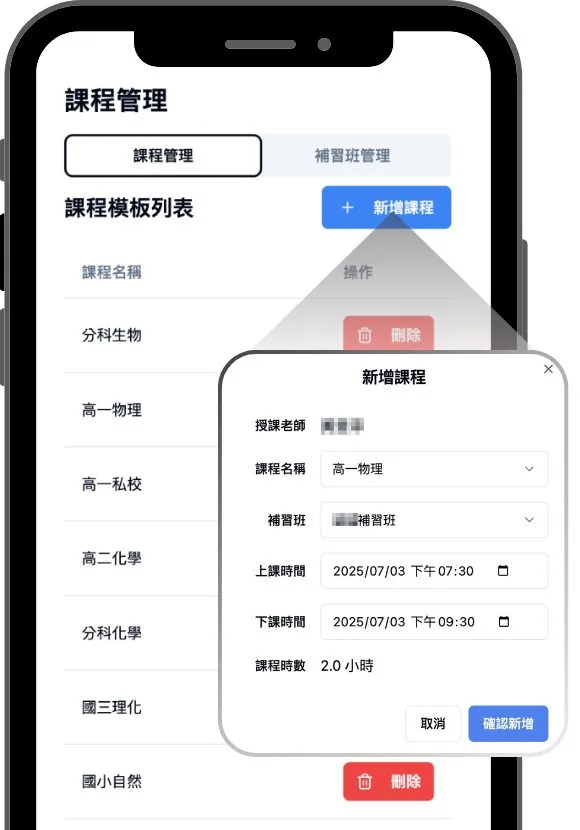 課程管理
課程管理 補習班管理
課程模板列表 + 新增課程
課程名稱 操作
分科生物 刪除
高一物理
高一私校
高二化學
分科化學
國三理化
國小自然 刪除
新增課程
授課老師
課程名稱 高一物理
補習班 補習班
上課時間 2025/07/03 下午 07:30
下課時間 2025/07/03 下午 09:30
課程時數 2.0 小時
取消 確認新增